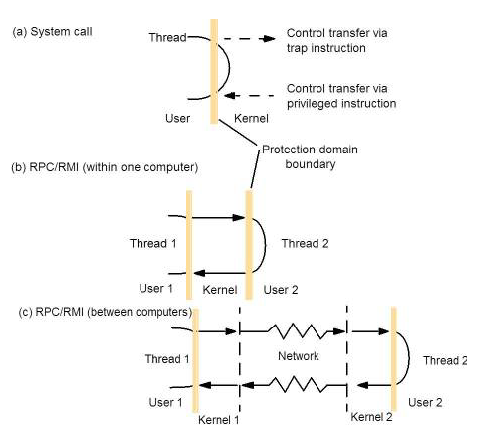 (a) System call
Thread
Control transfer via
trap instruction
Control transfer via
privileged instruction
User
Kernel
Protection domain
boundary
(b) RPC/RMI (within one computer)
Thread 1
Thread 2
User 1
Kernel
User 2
(c) RPC/RMI (between computers)
Thread 1
Network
Thread 2
User 1
User 2
Kernel 1
Kernel 2